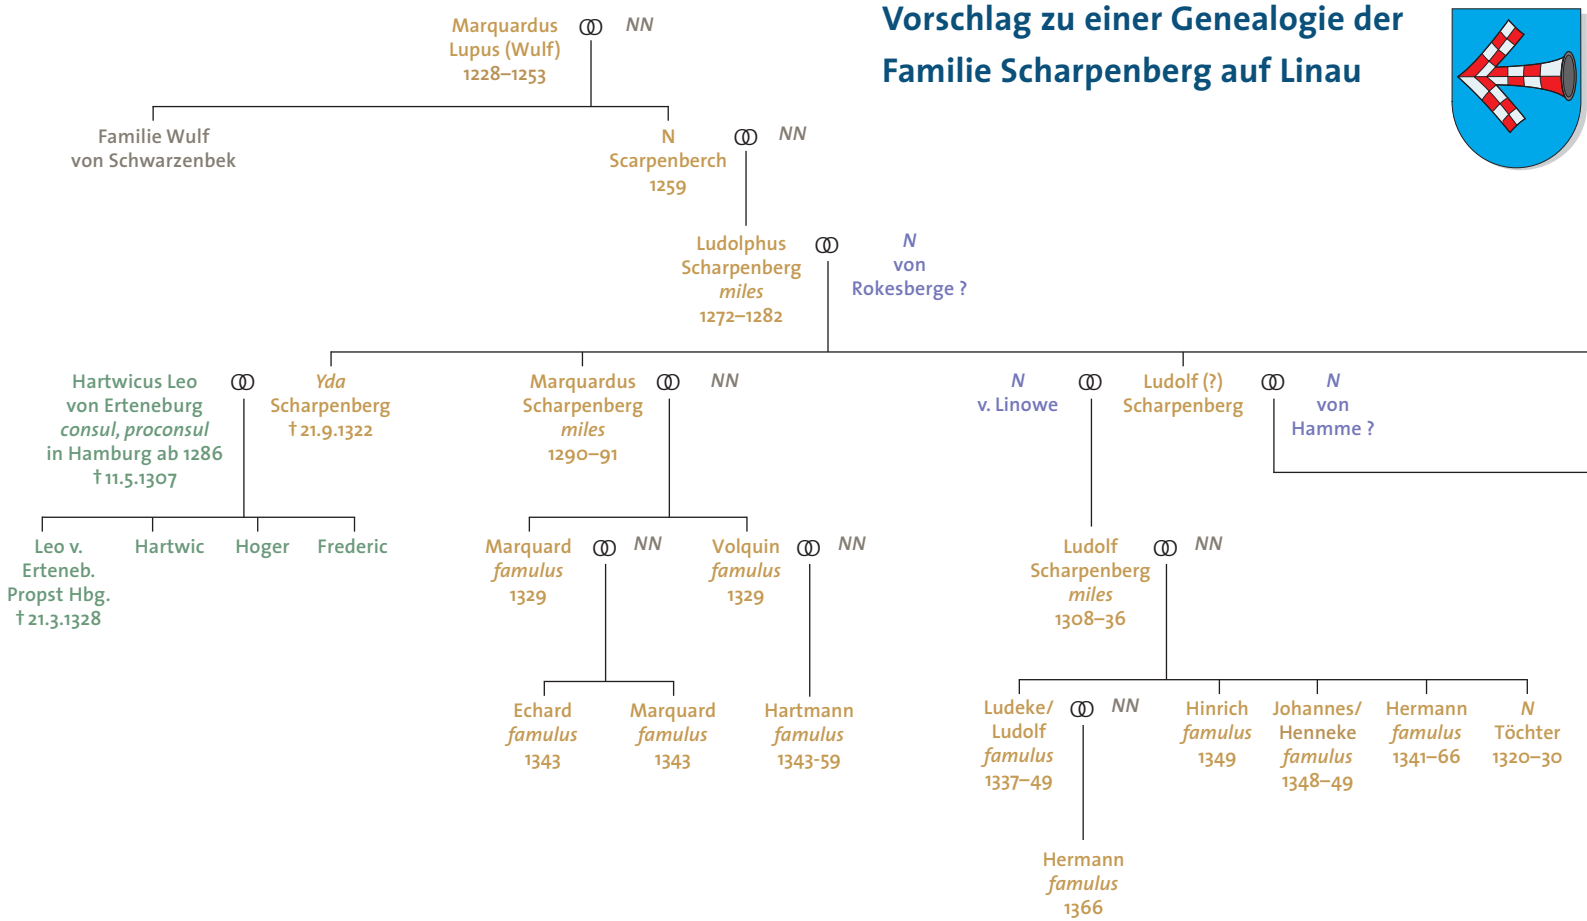 Vorschlag zu einer Genealogie der
Familie Scharpenberg auf Linau
Marquardus
Lupus (Wulf)
1228–1253
NN
Familie Wulf
von Schwarzenbek
N
Scarpenberch
1259
NN
Ludolphus
Scharpenberg
miles
1272–1282
N
von
Rokesberge ?
Hartwicus Leo
von Erteneburg
consul, proconsul
in Hamburg ab 1286
† 11.5.1307
Yda
Scharpenberg
† 21.9.1322
Marquardus
Scharpenberg
miles
1290–91
NN
N
v. Linowe
Ludolf (?)
Scharpenberg
N
von
Hamme ?
Leo v.
Erteneb.
Propst Hbg.
† 21.3.1328
Hartwic
Hoger
Frederic
Marquard
famulus
1329
NN
Volquin
famulus
1329
NN
Ludolf
Scharpenberg
miles
1308–36
NN
Echard
famulus
1343
Marquard
famulus
1343
Hartmann
famulus
1343-59
Ludeke/
Ludolf
famulus
1337–49
NN
Hinrich
famulus
1349
Johannes/
Henneke
famulus
1348–49
Hermann
famulus
1341–66
N
Töchter
1320–30
Hermann
famulus
1366